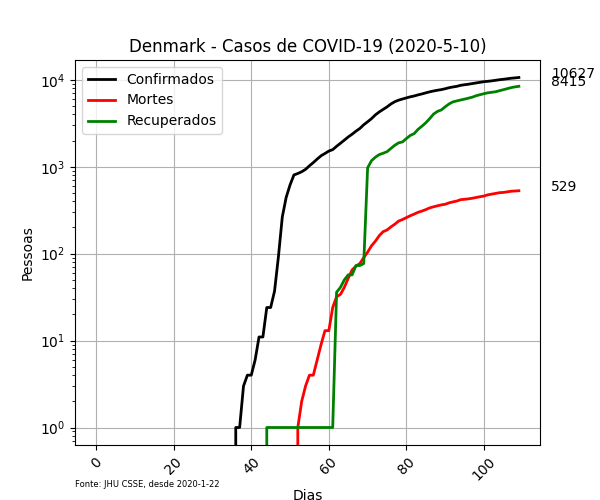 Denmark - Casos de COVID-19 (2020-5-10)
Confirmados
Mortes
Recuperados
10627
8415
529
10⁴
10³
10²
10¹
10⁰
Pessoas
0 20 40 60 80 100
Fonte: JHU CSSE, desde 2020-1-22
Dias